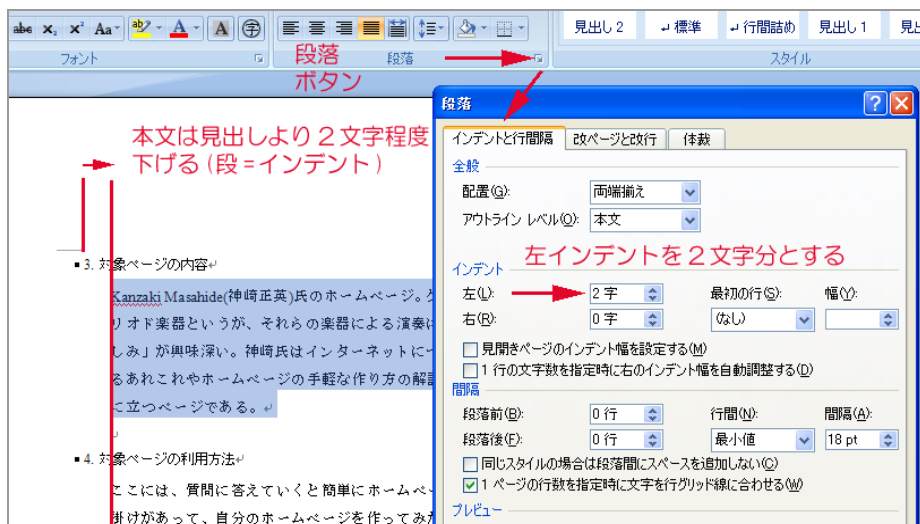 abc X₂ X² Aa ab A A 字
見出し 2
↵標準
↵行間詰め
見出し 1
見
フォント
段落
スタイル
段落
ボタン
本文は見出しより２文字程度
下げる(段=インデント)
段落
インデントと行間隔
改ページと改行
体裁
全般
配置(G):
両端揃え
アウトライン レベル(O):
本文
左インデントを２文字分とする
インデント
左(L):
2 字
最初の行(S):
幅(Y):
右(R):
0 字
(なし)
見開きページのインデント幅を設定する(M)
1 行の文字数を指定時に右のインデント幅を自動調整する(D)
間隔
段落前(B):
0 行
行間(N):
間隔(A):
段落後(F):
0 行
最小値
18 pt
同じスタイルの場合は段落間にスペースを追加しない(C)
1 ページの行数を指定時に文字を行グリッド線に合わせる(W)
プレビュー
▪ 3. 対象ページの内容↵
Kanzaki Masahide(神崎正英)氏のホームページ。
リオド楽器というが、それらの楽器による演奏
しみ」が興味深い。神崎氏はインターネットに
るあれこれやホームページの手軽な作り方の解
に立つページである。↵
▪ 4. 対象ページの利用方法↵
ここには、質問に答えていくと簡単にホームペ
掛けがあって、自分のホームページを作ってみ